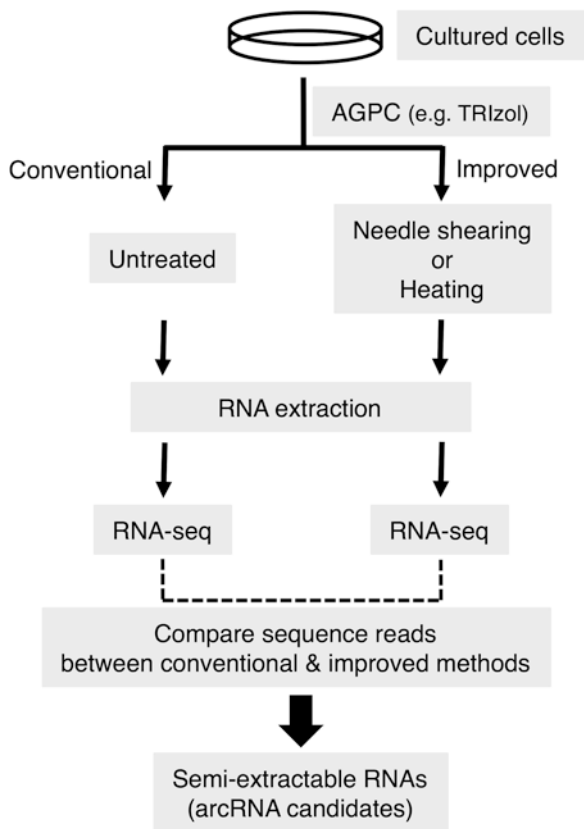 Cultured cells
AGPC (e.g. TRIzol)
Conventional
Improved
Untreated
Needle shearing
or
Heating
RNA extraction
RNA-seq
RNA-seq
Compare sequence reads
between conventional & improved methods
Semi-extractable RNAs
(arcRNA candidates)